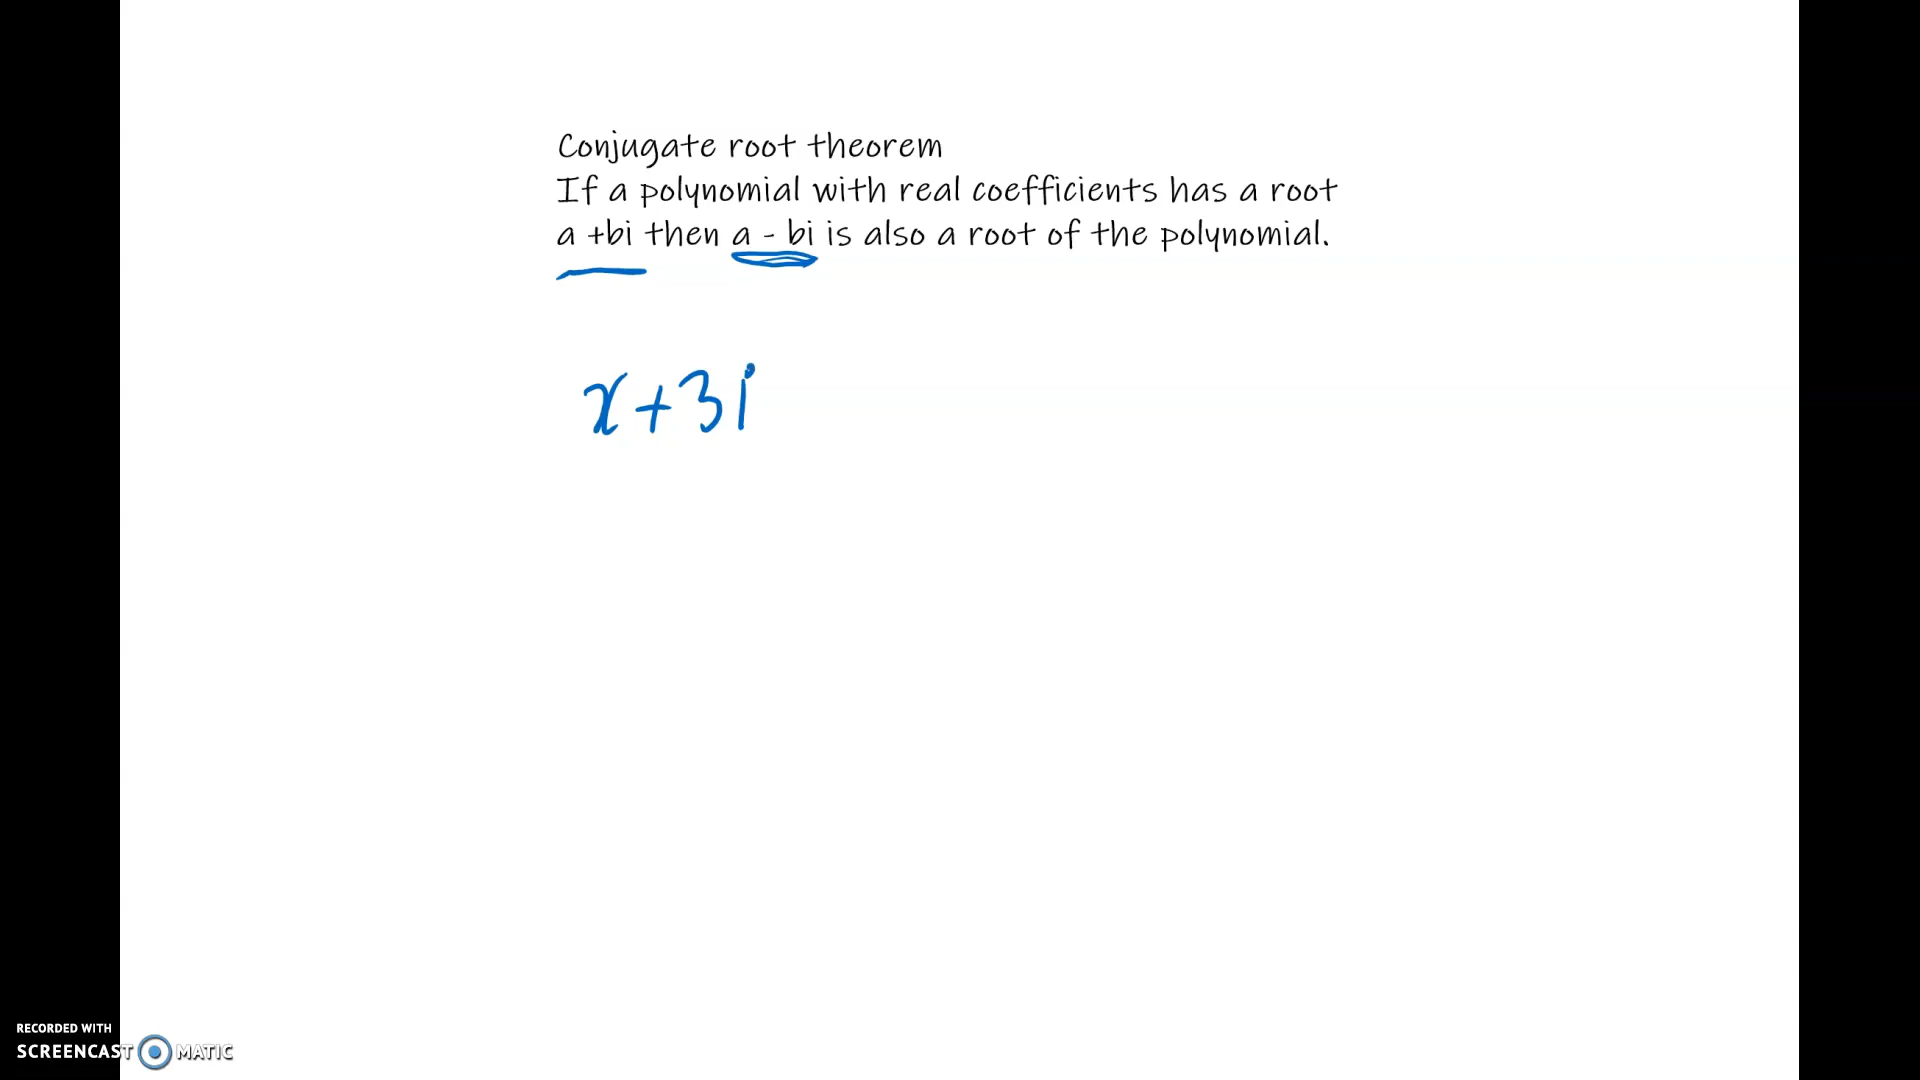 Conjugate root theorem
If a polynomial with real coefficients has a root
a +bi then a - bi is also a root of the polynomial.
x+3i
RECORDED WITH
SCREENCAST MATIC